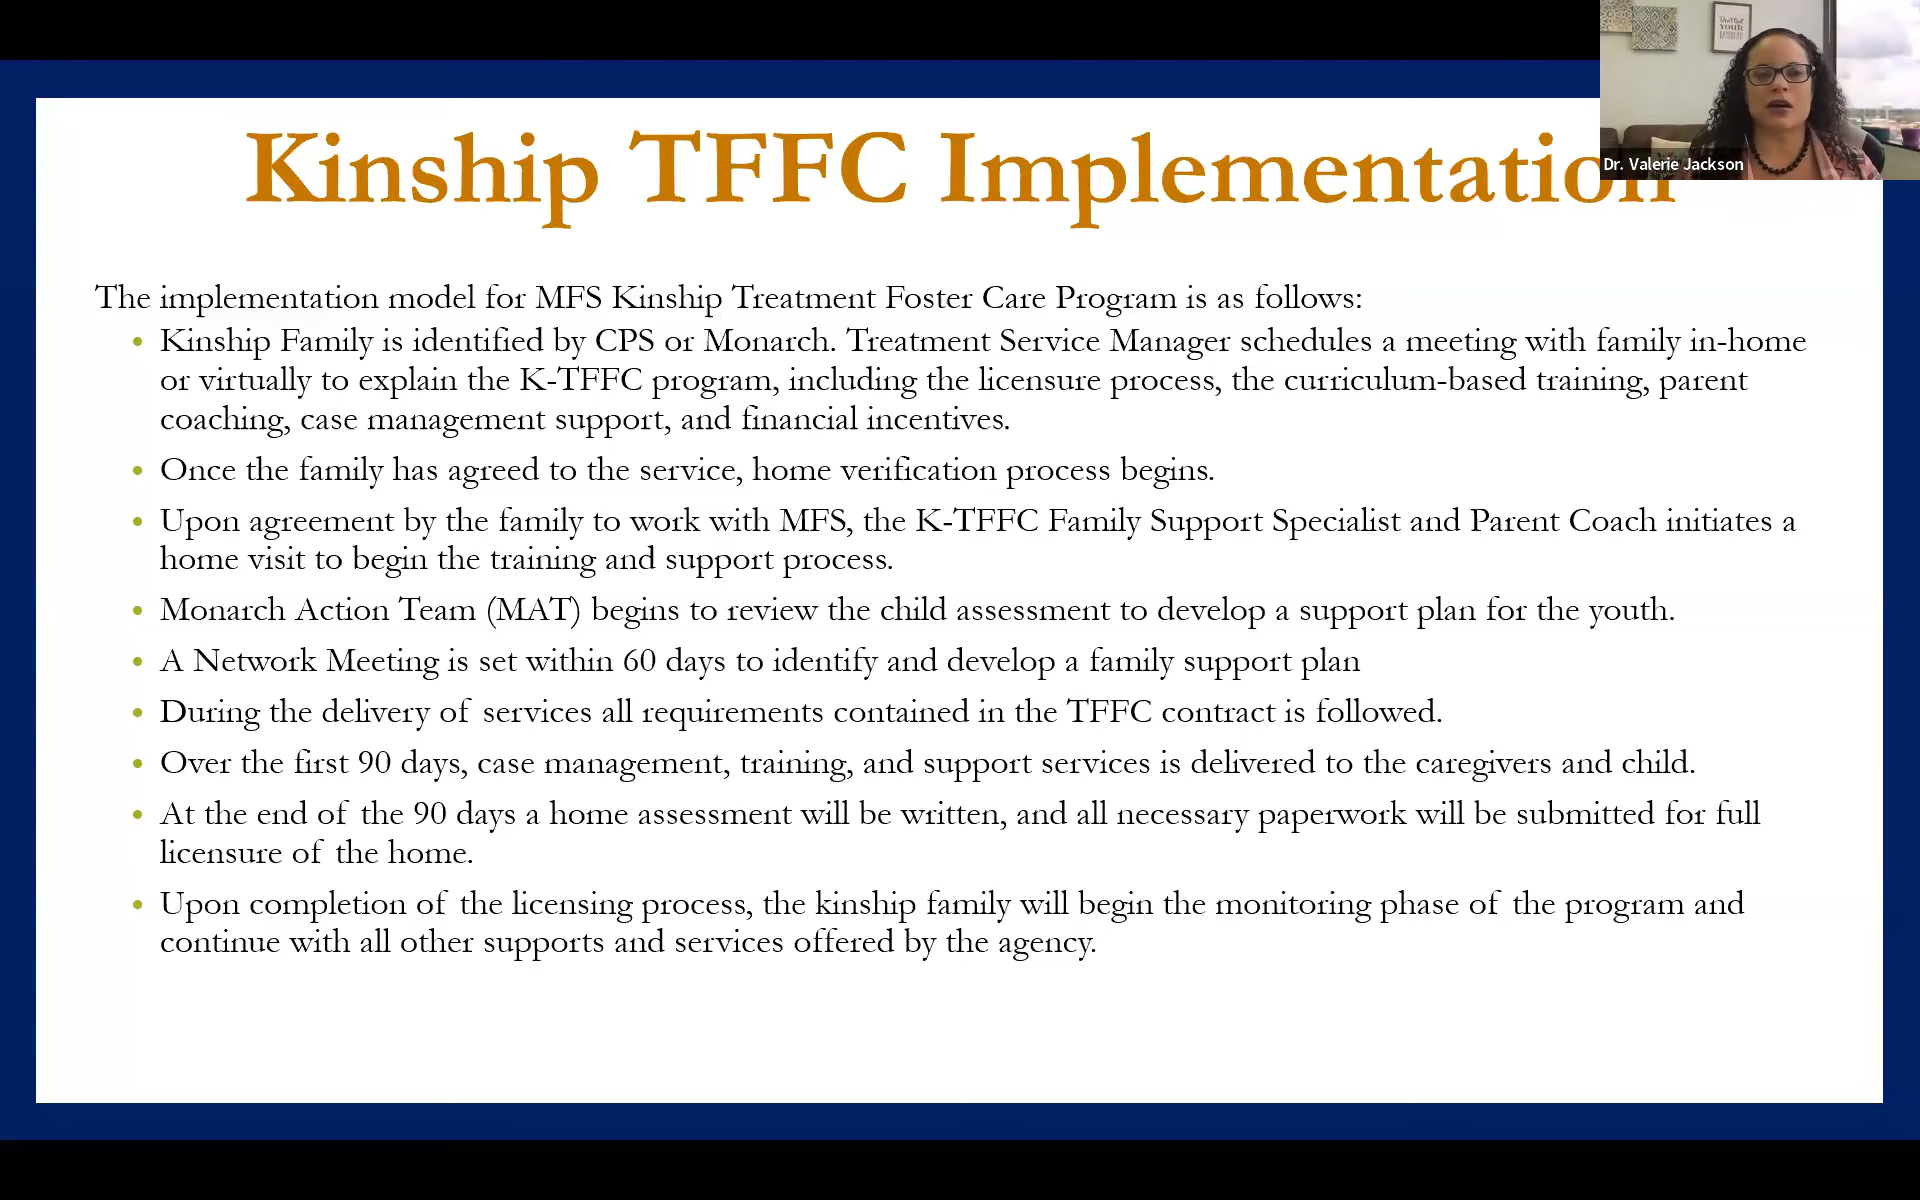 Kinship TFFC Implementation
Dr. Valerie Jackson
The implementation model for MFS Kinship Treatment Foster Care Program is as follows:
• Kinship Family is identified by CPS or Monarch. Treatment Service Manager schedules a meeting with family in-home
or virtually to explain the K-TFFC program, including the licensure process, the curriculum-based training, parent
coaching, case management support, and financial incentives.
• Once the family has agreed to the service, home verification process begins.
• Upon agreement by the family to work with MFS, the K-TFFC Family Support Specialist and Parent Coach initiates a
home visit to begin the training and support process.
• Monarch Action Team (MAT) begins to review the child assessment to develop a support plan for the youth.
• A Network Meeting is set within 60 days to identify and develop a family support plan
• During the delivery of services all requirements contained in the TFFC contract is followed.
• Over the first 90 days, case management, training, and support services is delivered to the caregivers and child.
• At the end of the 90 days a home assessment will be written, and all necessary paperwork will be submitted for full
licensure of the home.
• Upon completion of the licensing process, the kinship family will begin the monitoring phase of the program and
continue with all other supports and services offered by the agency.